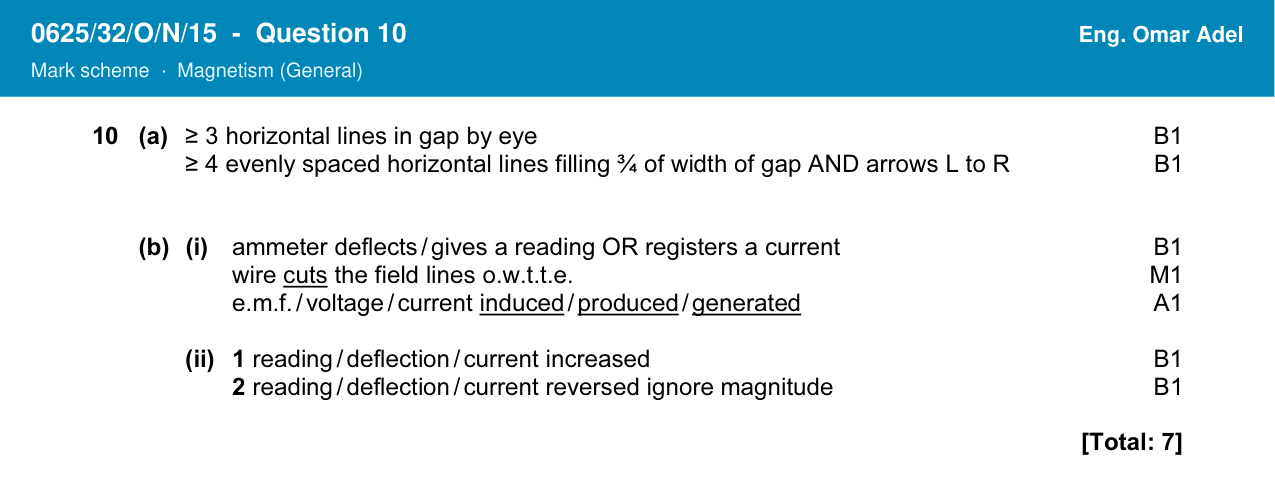 0625/32/O/N/15 - Question 10
Eng. Omar Adel
Mark scheme · Magnetism (General)
10 (a) ≥ 3 horizontal lines in gap by eye B1
≥ 4 evenly spaced horizontal lines filling ¾ of width of gap AND arrows L to R B1
(b) (i) ammeter deflects / gives a reading OR registers a current B1
wire cuts the field lines o.w.t.t.e. M1
e.m.f. / voltage / current induced / produced / generated A1
(ii) 1 reading / deflection / current increased B1
2 reading / deflection / current reversed ignore magnitude B1
[Total: 7]